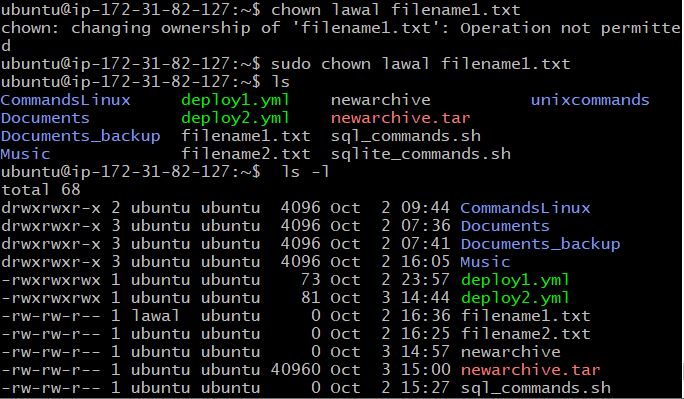 ubuntu@ip-172-31-82-127:~$ chown lawal filename1.txt
chown: changing ownership of 'filename1.txt': Operation not permitte
d
ubuntu@ip-172-31-82-127:~$ sudo chown lawal filename1.txt
ubuntu@ip-172-31-82-127:~$ ls
CommandsLinux     deploy1.yml    newarchive           unixcommands
Documents         deploy2.yml    newarchive.tar
Documents_backup  filename1.txt  sql_commands.sh
Music             filename2.txt  sqlite_commands.sh
ubuntu@ip-172-31-82-127:~$  ls -l
total 68
drwxrwxr-x 2 ubuntu ubuntu  4096 Oct  2 09:44 CommandsLinux
drwxrwxr-x 3 ubuntu ubuntu  4096 Oct  2 07:36 Documents
drwxrwxr-x 3 ubuntu ubuntu  4096 Oct  2 07:41 Documents_backup
drwxrwxr-x 3 ubuntu ubuntu  4096 Oct  2 16:05 Music
-rwxrwxrwx 1 ubuntu ubuntu    73 Oct  2 23:57 deploy1.yml
-rwxrwxrwx 1 ubuntu ubuntu    81 Oct  3 14:44 deploy2.yml
-rw-rw-r-- 1 lawal  ubuntu     0 Oct  2 16:36 filename1.txt
-rw-rw-r-- 1 ubuntu ubuntu     0 Oct  2 16:25 filename2.txt
-rw-rw-r-- 1 ubuntu ubuntu     0 Oct  3 14:57 newarchive
-rw-rw-r-- 1 ubuntu ubuntu 40960 Oct  3 15:00 newarchive.tar
-rw-rw-r-- 1 ubuntu ubuntu     0 Oct  2 15:27 sql_commands.sh